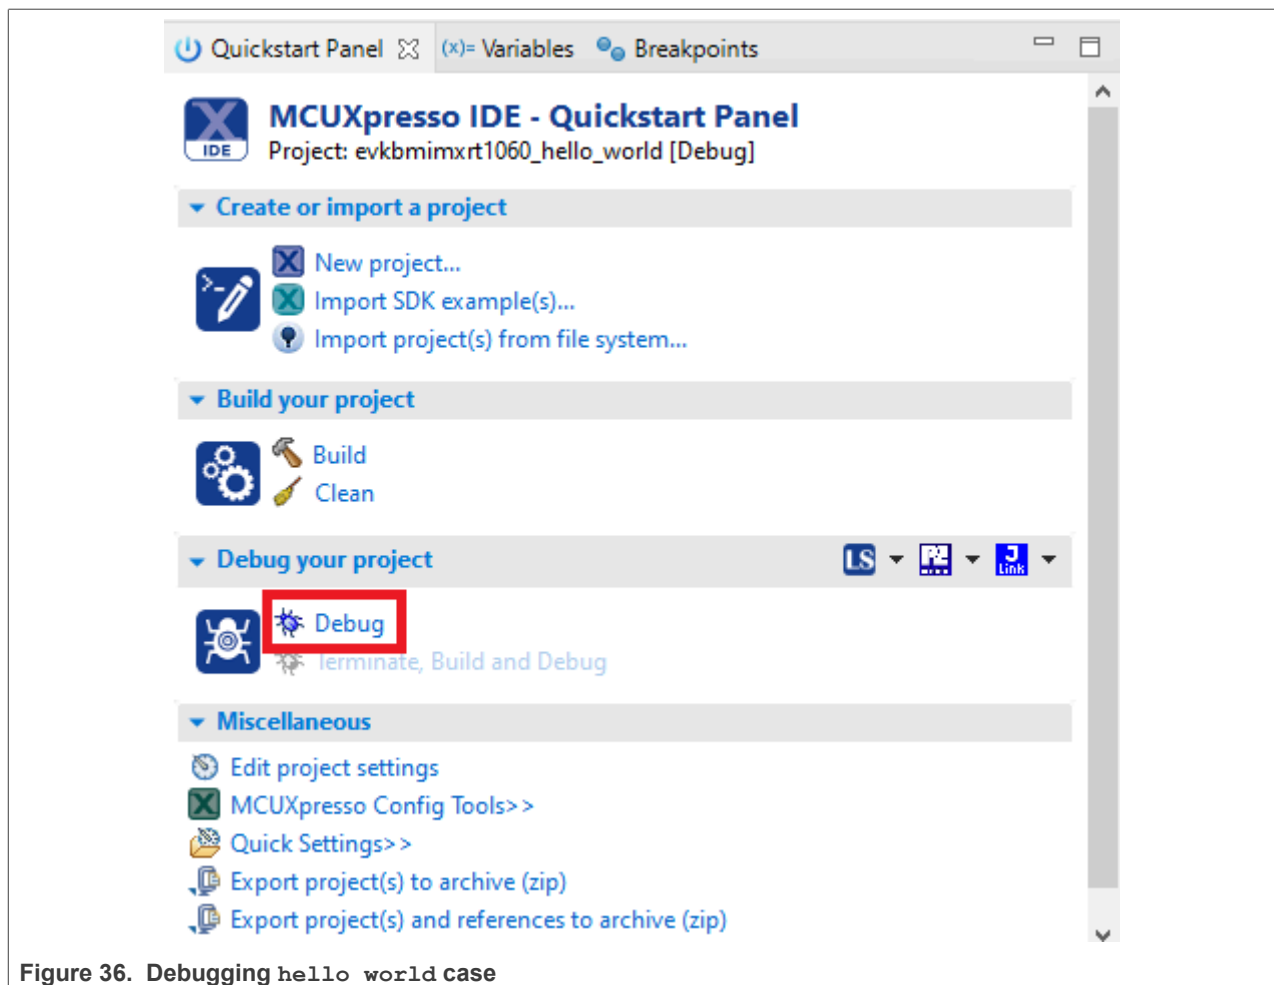 Quickstart Panel (x)= Variables Breakpoints
MCUXpresso IDE - Quickstart Panel
IDE
Project: evkbmimxrt1060_hello_world [Debug]
Create or import a project
New project...
Import SDK example(s)...
Import project(s) from file system...
Build your project
Build
Clean
Debug your project LS PE J Link
Debug
Terminate, Build and Debug
Miscellaneous
Edit project settings
MCUXpresso Config Tools>>
Quick Settings>>
Export project(s) to archive (zip)
Export project(s) and references to archive (zip)
Figure 36. Debugging hello world case